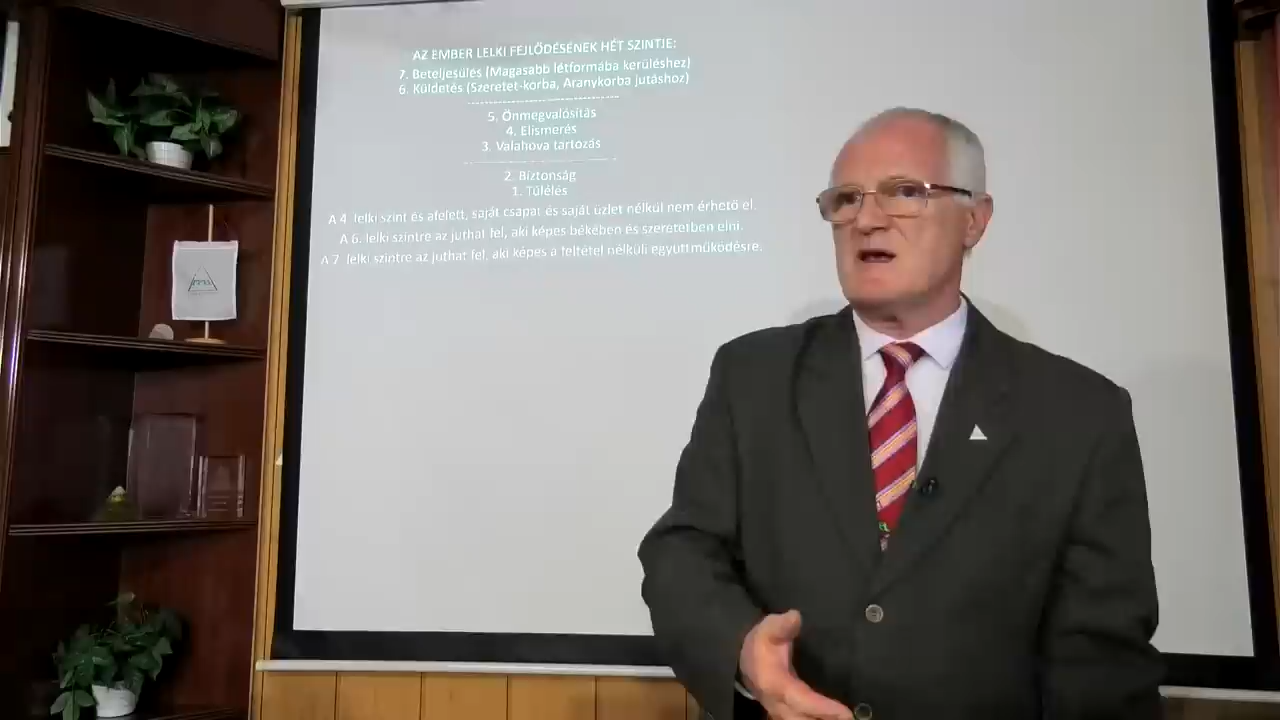 AZ EMBER LELKI FEJLŐDÉSÉNEK HÉT SZINTJE:
7. Beteljesülés (Magasabb létformába kerüléshez)
6. Küldetés (Szeretet-korba, Aranykorba jutáshoz)
5. Önmegvalósítás
4. Elismerés
3. Valahova tartozás
2. Biztonság
1. Túlélés
A 4. lelki szint és afelett, saját csapat és saját üzlet nélkül nem érhető el.
A 6. lelki szintre az juthat fel, aki képes békében és szeretetben élni.
A 7. lelki szintre az juthat fel, aki képes a feltétel nélküli együttműködésre.